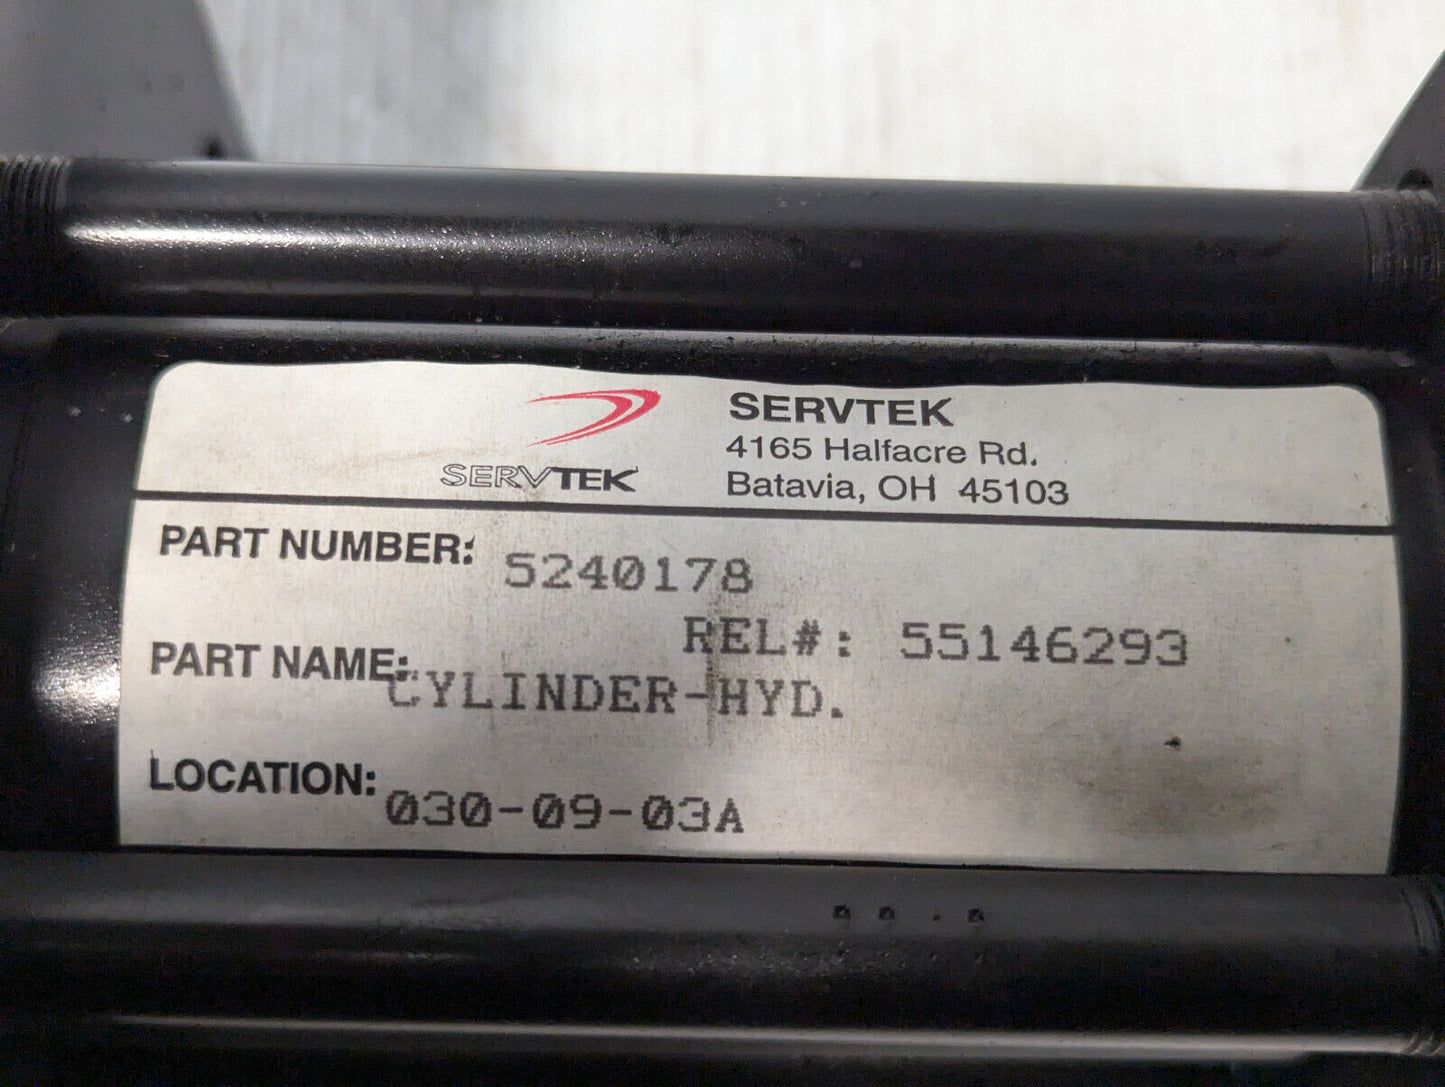 SERVTEK
SERVTEK
4165 Halfacre Rd.
Batavia, OH 45103
PART NUMBER: 5240178
REL#: 55146293
PART NAME: CYLINDER-HYD.
LOCATION: 030-09-03A